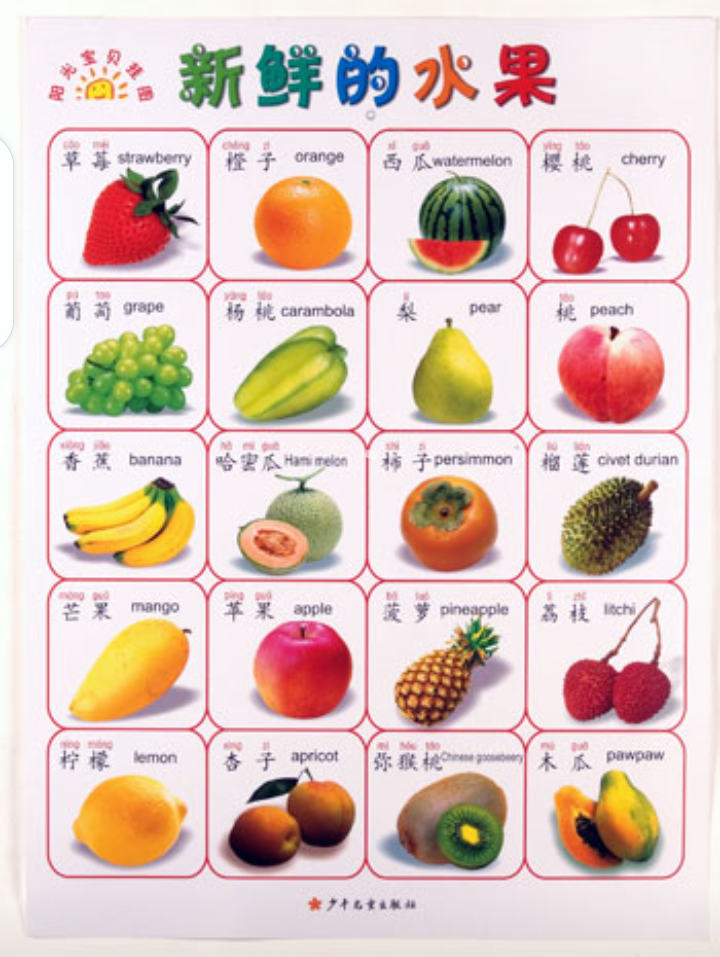 阳光宝贝挂图
新鲜的水果
cǎo méi
草莓 strawberry
chéng zi
橙子 orange
xī guā
西瓜 watermelon
yīng táo
樱桃 cherry
pú táo
葡萄 grape
yáng táo
杨桃 carambola
lí
梨 pear
táo
桃 peach
xiāng jiāo
香蕉 banana
hā mì guā
哈密瓜 Hami melon
shì zi
柿子 persimmon
liú lián
榴莲 civet durian
máng guǒ
芒果 mango
píng guǒ
苹果 apple
bō luó
菠萝 pineapple
lì zhī
荔枝 litchi
níng méng
柠檬 lemon
xìng zi
杏子 apricot
mí hóu táo
弥猴桃 Chinese goosebeery
mù guā
木瓜 pawpaw
少年儿童出版社